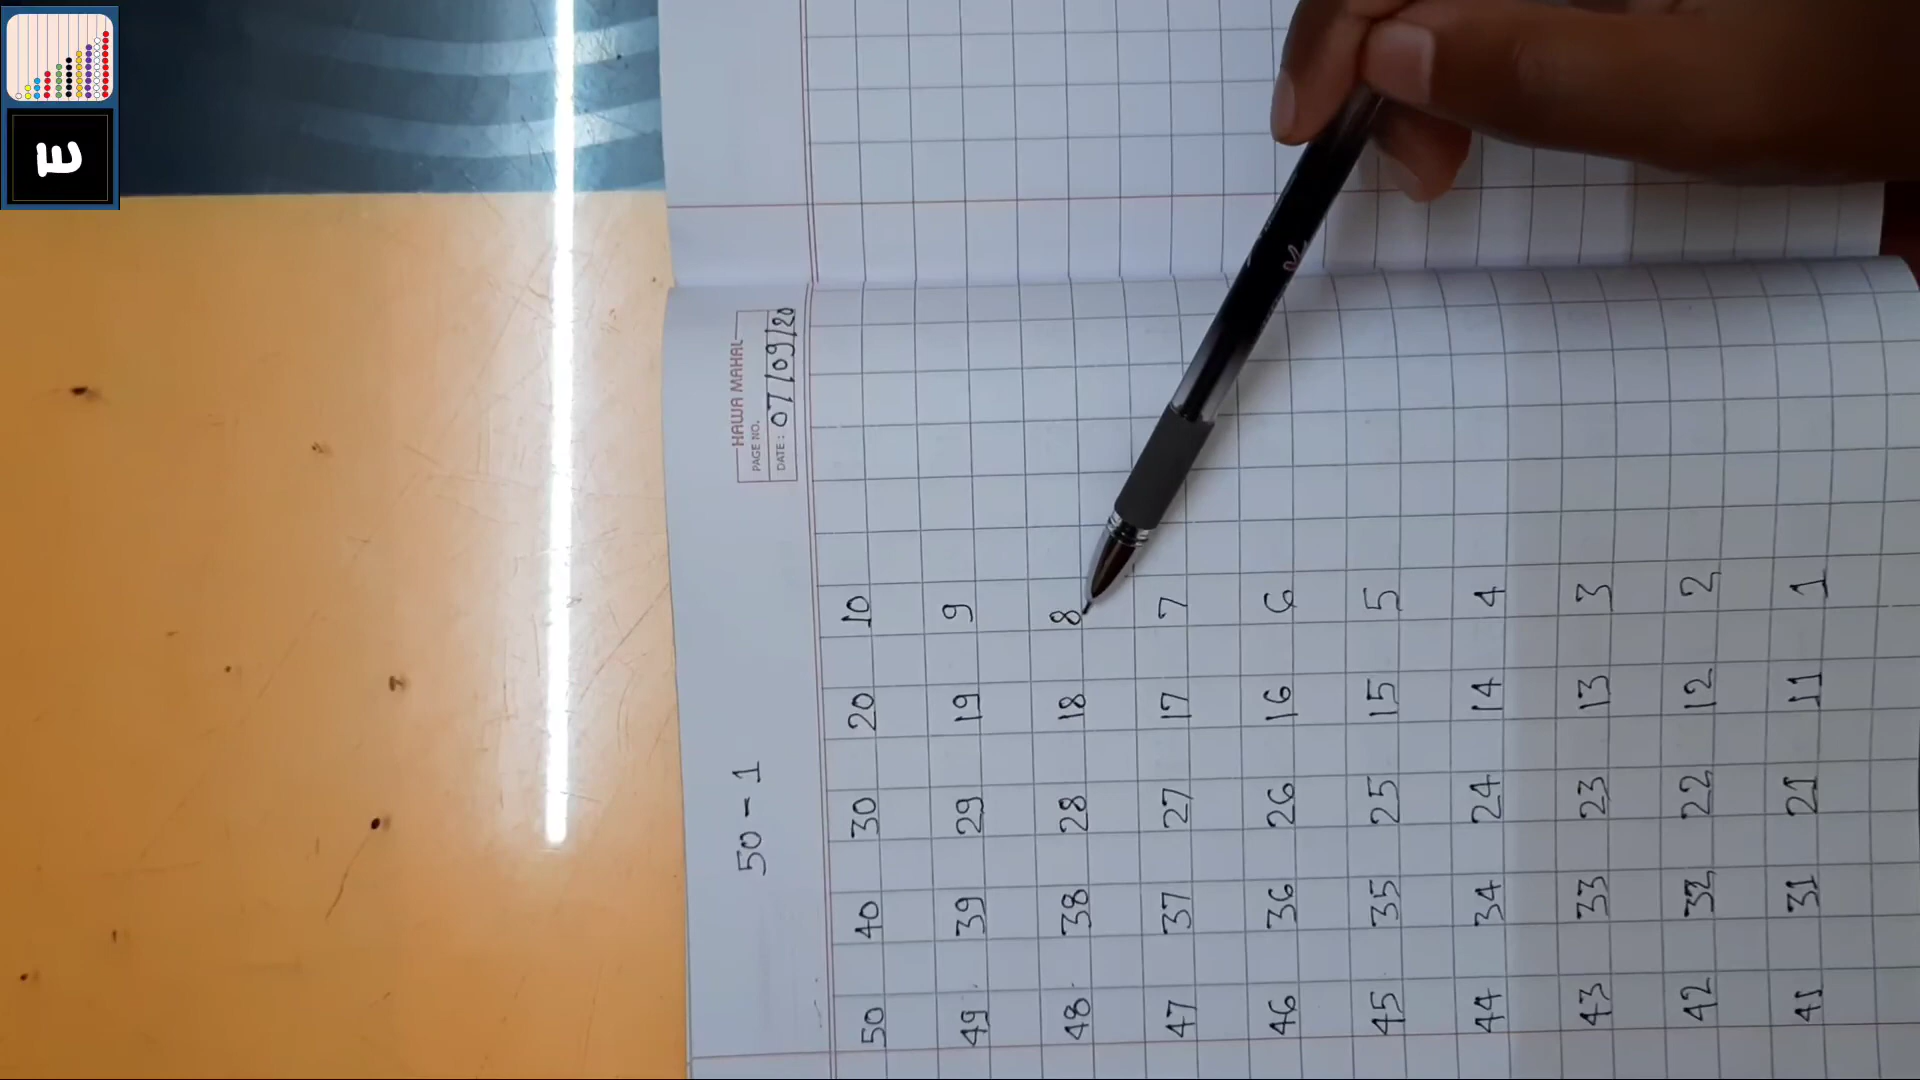 HAWA MAHAL
PAGE NO.
DATE: 07/09/20
50-1
50 40 30 20 10
49 39 29 19 9
48 38 28 18 8
47 37 27 17 7
46 36 26 16 6
45 35 25 15 5
44 34 24 14 4
43 33 23 13 3
42 32 22 12 2
41 31 21 11 1